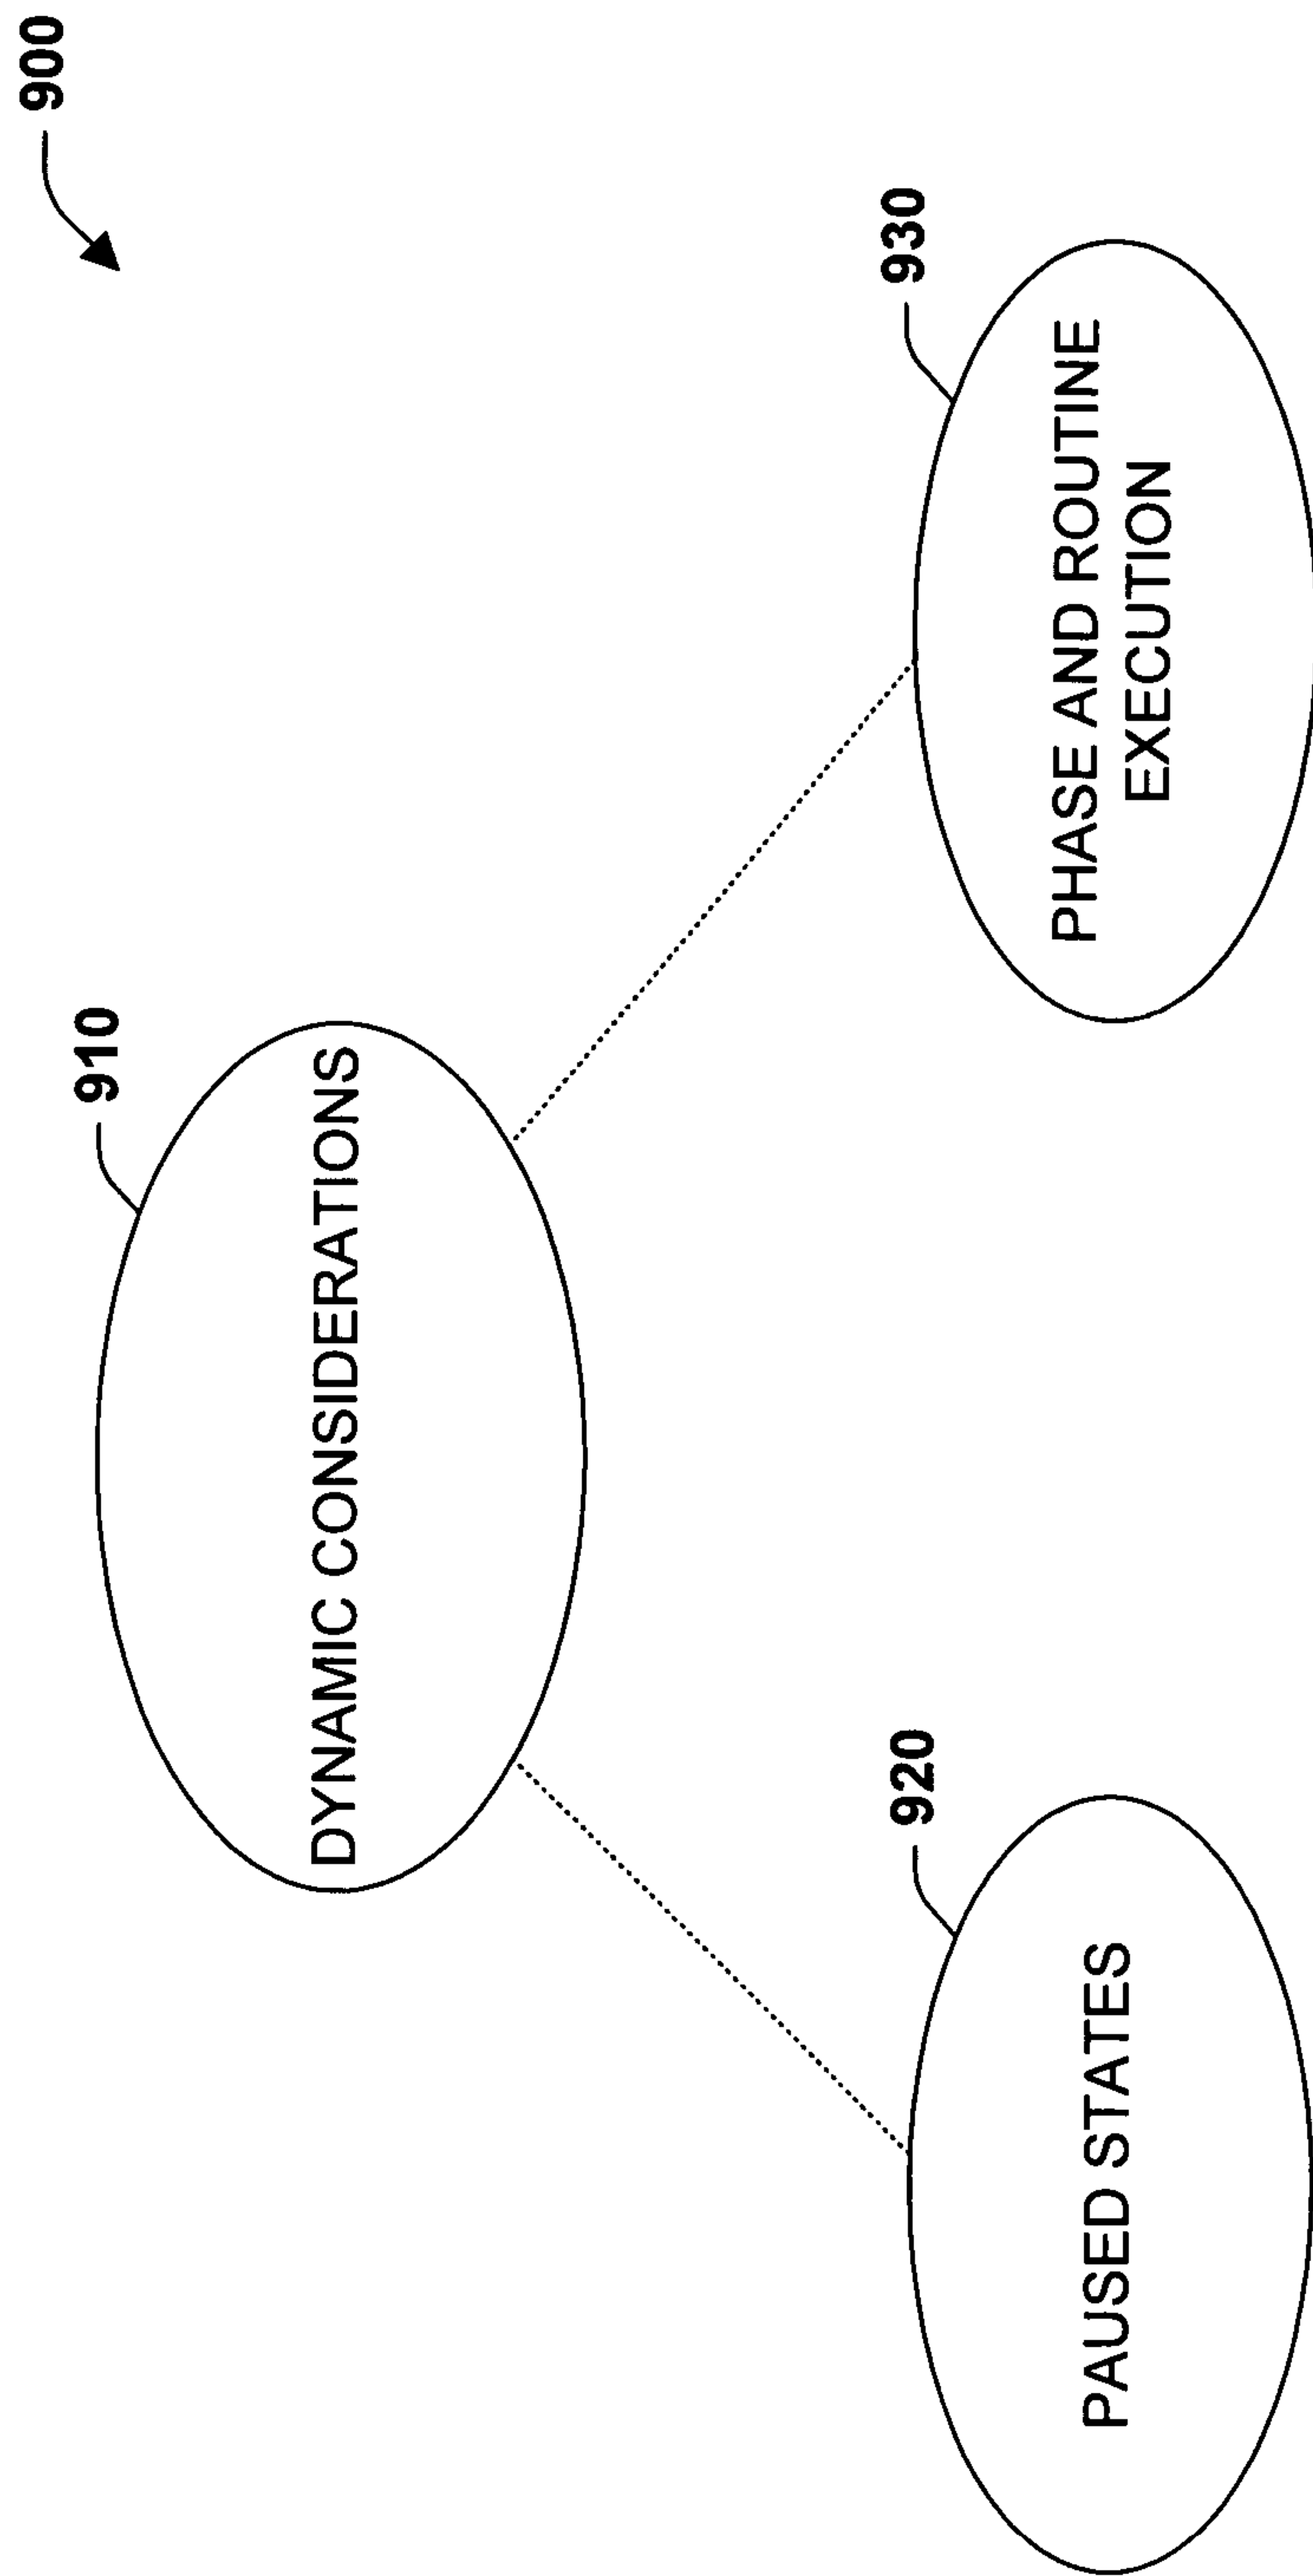 900
910
DYNAMIC CONSIDERATIONS
920
PAUSED STATES
930
PHASE AND ROUTINE
EXECUTION